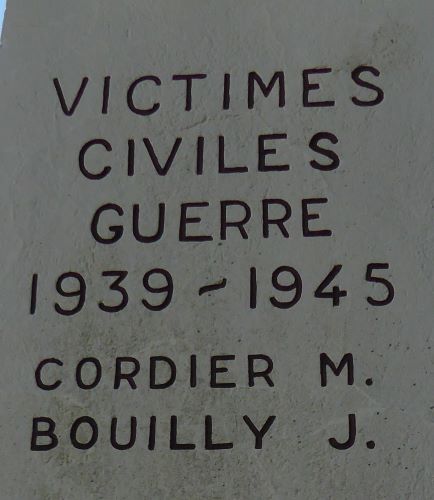 VICTIMES
CIVILES
GUERRE
1939~1945
CORDIER M.
BOUILLY J.